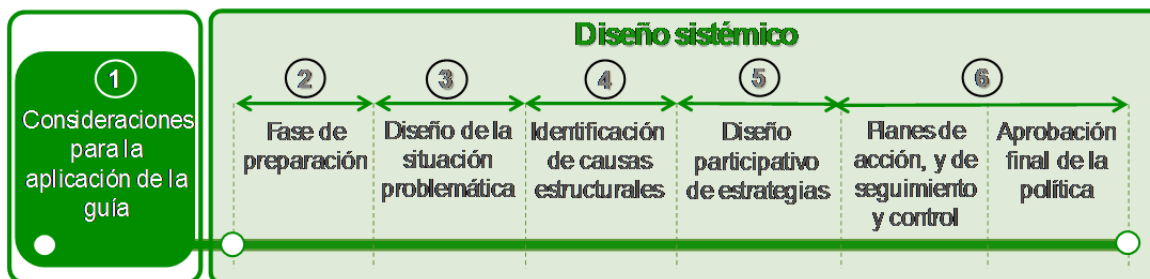 Diseño sistémico
1
Consideraciones
para la
aplicación de la
guía
2
Fase de
preparación
3
Diseño de la
situación
problemática
4
Identificación
de causas
estructurales
5
Diseño
participativo
de estrategias
6
Planes de
acción, y de
seguimiento
y control
Aprobación
final de la
política